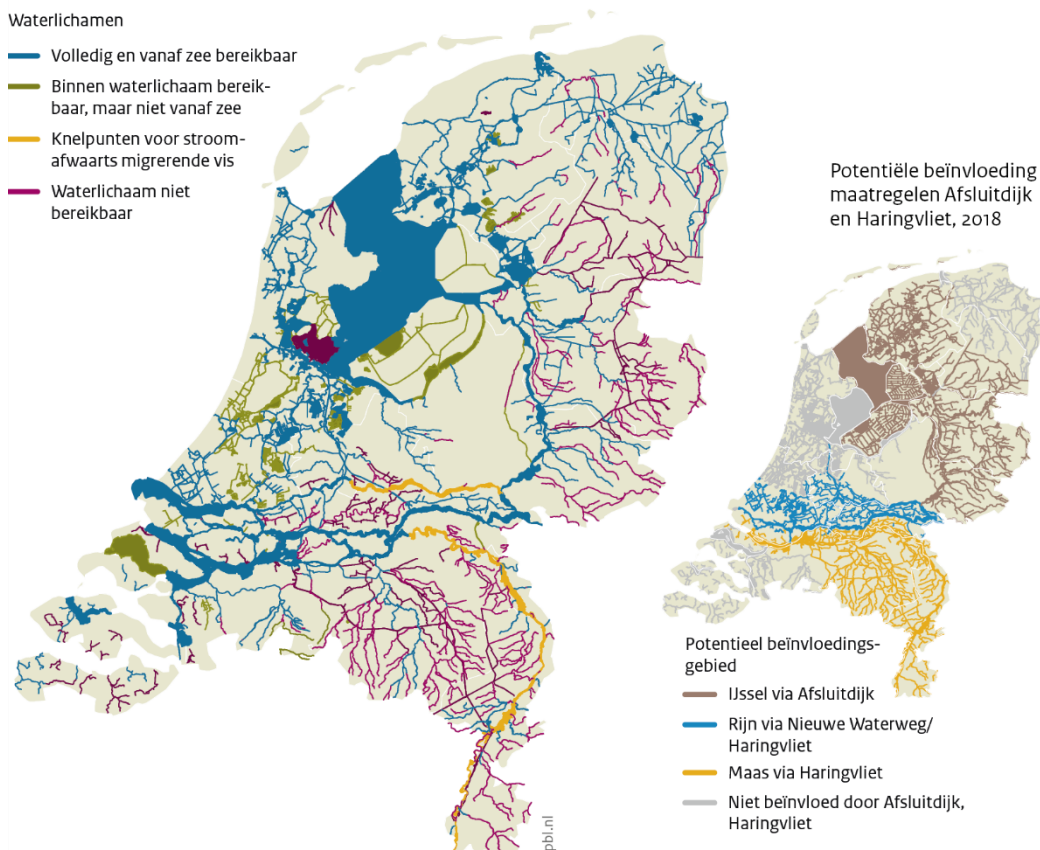 Waterlichamen
Volledig en vanaf zee bereikbaar
Binnen waterlichaam bereik-
baar, maar niet vanaf zee
Knelpunten voor stroom-
afwaarts migrerende vis
Waterlichaam niet
bereikbaar
Potentiële beïnvloeding
maatregelen Afsluitdijk
en Haringvliet, 2018
Potentieel beïnvloedings-
gebied
IJssel via Afsluitdijk
Rijn via Nieuwe Waterweg/
Haringvliet
Maas via Haringvliet
Niet beïnvloed door Afsluitdijk,
Haringvliet
pbl.nl